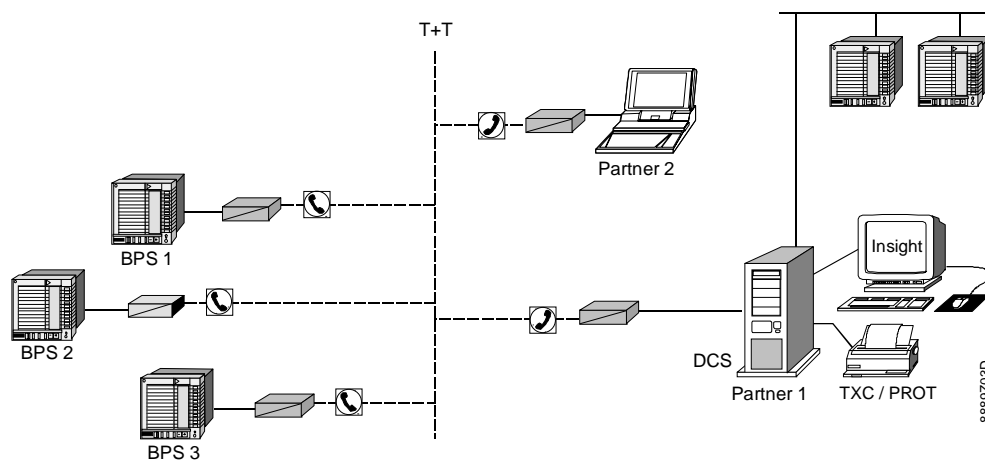 T+T
Partner 2
BPS 1
Insight
BPS 2
DCS
Partner 1
TXC / PROT
BPS 3